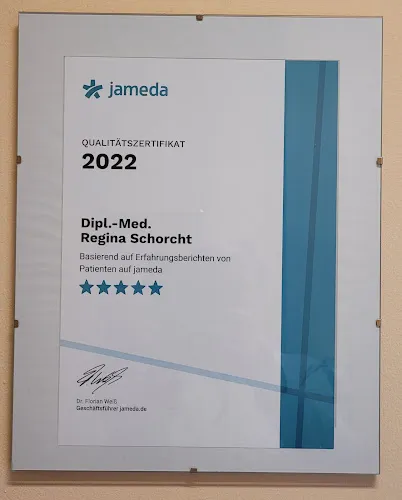 jameda
QUALITÄTSZERTIFIKAT
2022
Dipl.-Med.
Regina Schorcht
Basierend auf Erfahrungsberichten von
Patienten auf jameda
Dr. Florian Weiß
Geschäftsführer jameda.de